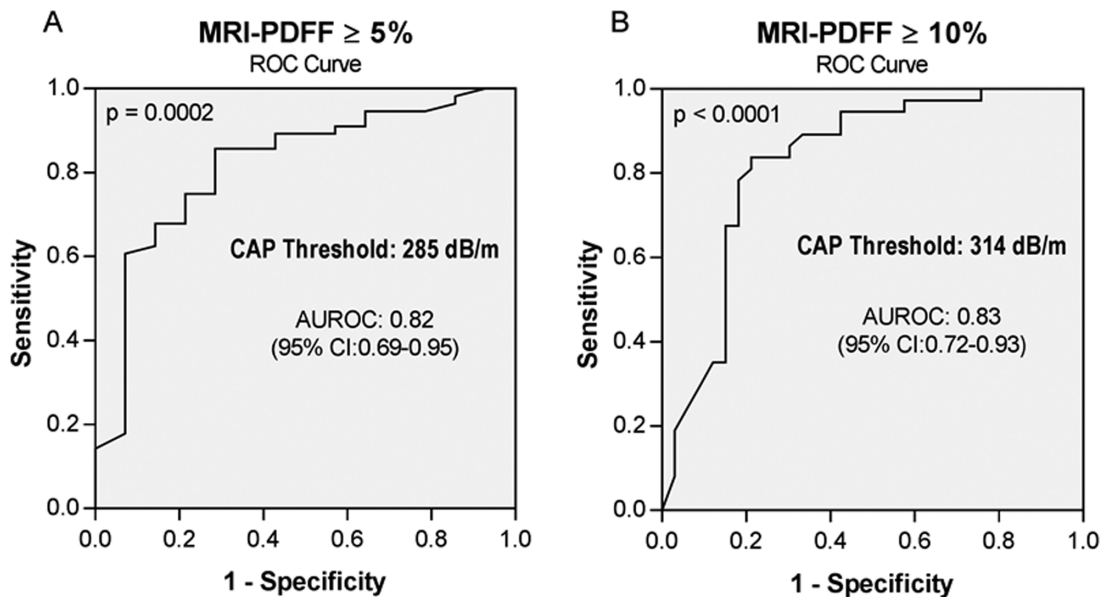 A
MRI-PDFF ≥ 5%
ROC Curve
p = 0.0002
CAP Threshold: 285 dB/m
AUROC: 0.82
(95% CI:0.69-0.95)
Sensitivity
1.0
0.8
0.6
0.4
0.2
0.0
0.0 0.2 0.4 0.6 0.8 1.0
1 - Specificity
B
MRI-PDFF ≥ 10%
ROC Curve
p < 0.0001
CAP Threshold: 314 dB/m
AUROC: 0.83
(95% CI:0.72-0.93)
Sensitivity
1.0
0.8
0.6
0.4
0.2
0.0
0.0 0.2 0.4 0.6 0.8 1.0
1 - Specificity